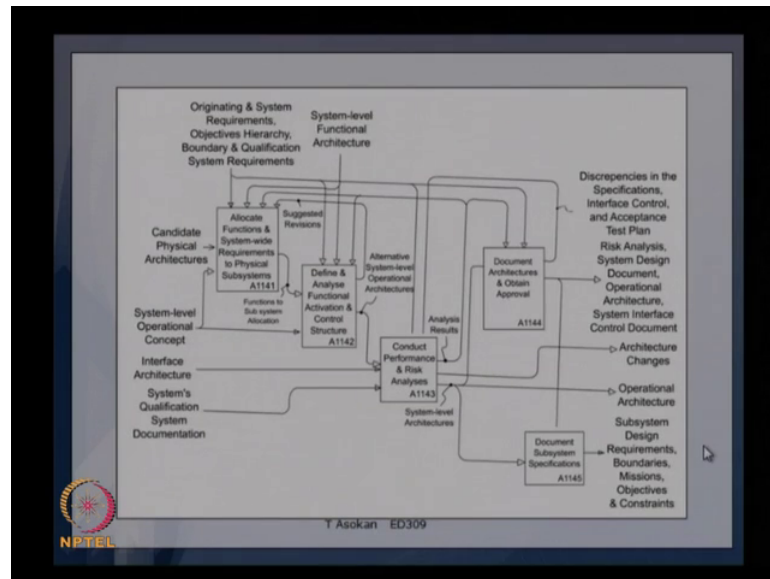 Originating & System
Requirements,
Objectives Hierarchy,
Boundary & Qualification
System Requirements
System-level
Functional
Architecture
Discrepancies in the
Specifications,
Interface Control,
and Acceptance
Test Plan
Candidate
Physical
Architectures
Allocate
Functions &
System-wide
Requirements
to Physical
Subsystems
A1141
Suggested
Revisions
Functions to
Sub system
Allocation
Define &
Analyse
Functional
Activation &
Control
Structure
A1142
Alternative
System-level
Operational
Architectures
Document
Architectures
& Obtain
Approval
A1144
Risk Analysis,
System Design
Document,
Operational
Architecture,
System Interface
Control Document
System-level
Operational
Concept
Conduct
Performance
& Risk
Analyses
A1143
Analysis
Results
Architecture
Changes
Interface
Architecture
System's
Qualification
System
Documentation
System-level
Architectures
Operational
Architecture
Document
Subsystem
Specifications
A1145
Subsystem
Design
Requirements,
Boundaries,
Missions,
Objectives
& Constraints
T Asokan ED309
NPTEL